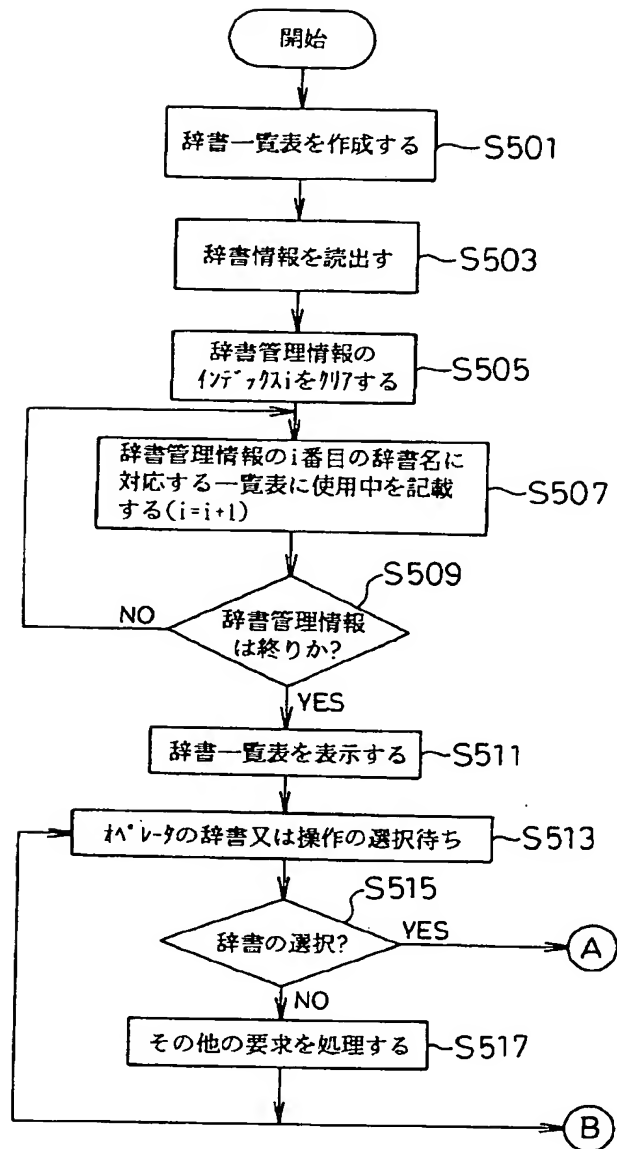 開始
辞書一覧表を作成する
S501
辞書情報を読出す
S503
辞書管理情報の
インデックスiをクリアする
S505
辞書管理情報のi番目の辞書名に
対応する一覧表に使用中を記載
する(i=i+1)
S507
S509
NO
辞書管理情報
は終りか?
YES
辞書一覧表を表示する
S511
オペレータの辞書又は操作の選択待ち
S513
S515
辞書の選択?
YES
A
NO
その他の要求を処理する
S517
B